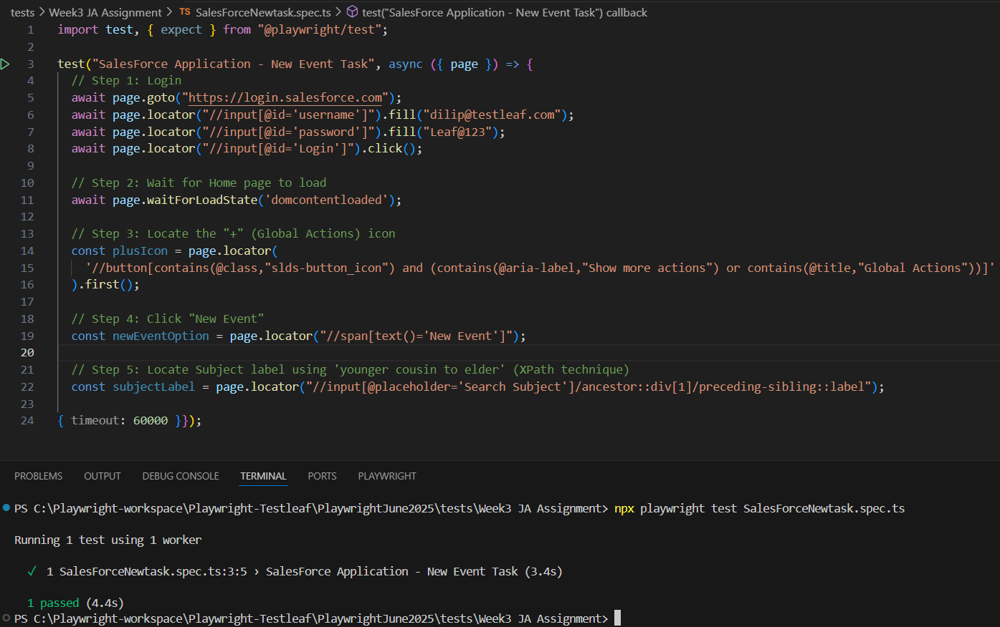 tests > Week3 JA Assignment > TS SalesForceNewtask.spec.ts > test("SalesForce Application - New Event Task") callback
1 import test, { expect } from "@playwright/test";
2
3 test("SalesForce Application - New Event Task", async ({ page }) => {
4 // Step 1: Login
5 await page.goto("https://login.salesforce.com");
6 await page.locator("//input[@id='username']").fill("dilip@testleaf.com");
7 await page.locator("//input[@id='password']").fill("Leaf@123");
8 await page.locator("//input[@id='Login']").click();
9
10 // Step 2: Wait for Home page to load
11 await page.waitForLoadState('domcontentloaded');
12
13 // Step 3: Locate the "+" (Global Actions) icon
14 const plusIcon = page.locator(
15 '//button[contains(@class,"slds-button_icon") and (contains(@aria-label,"Show more actions") or contains(@title,"Global Actions"))]'
16 ).first();
17
18 // Step 4: Click "New Event"
19 const newEventOption = page.locator("//span[text()='New Event']");
20
21 // Step 5: Locate Subject label using 'younger cousin to elder' (XPath technique)
22 const subjectLabel = page.locator("//input[@placeholder='Search Subject']/ancestor::div[1]/preceding-sibling::label");
23
24 { timeout: 60000 }});
PROBLEMS OUTPUT DEBUG CONSOLE TERMINAL PORTS PLAYWRIGHT
PS C:\Playwright-workspace\Playwright-Testleaf\PlaywrightJune2025\tests\Week3 JA Assignment> npx playwright test SalesForceNewtask.spec.ts
Running 1 test using 1 worker
✓ 1 SalesForceNewtask.spec.ts:3:5 › SalesForce Application - New Event Task (3.4s)
1 passed (4.4s)
PS C:\Playwright-workspace\Playwright-Testleaf\PlaywrightJune2025\tests\Week3 JA Assignment>